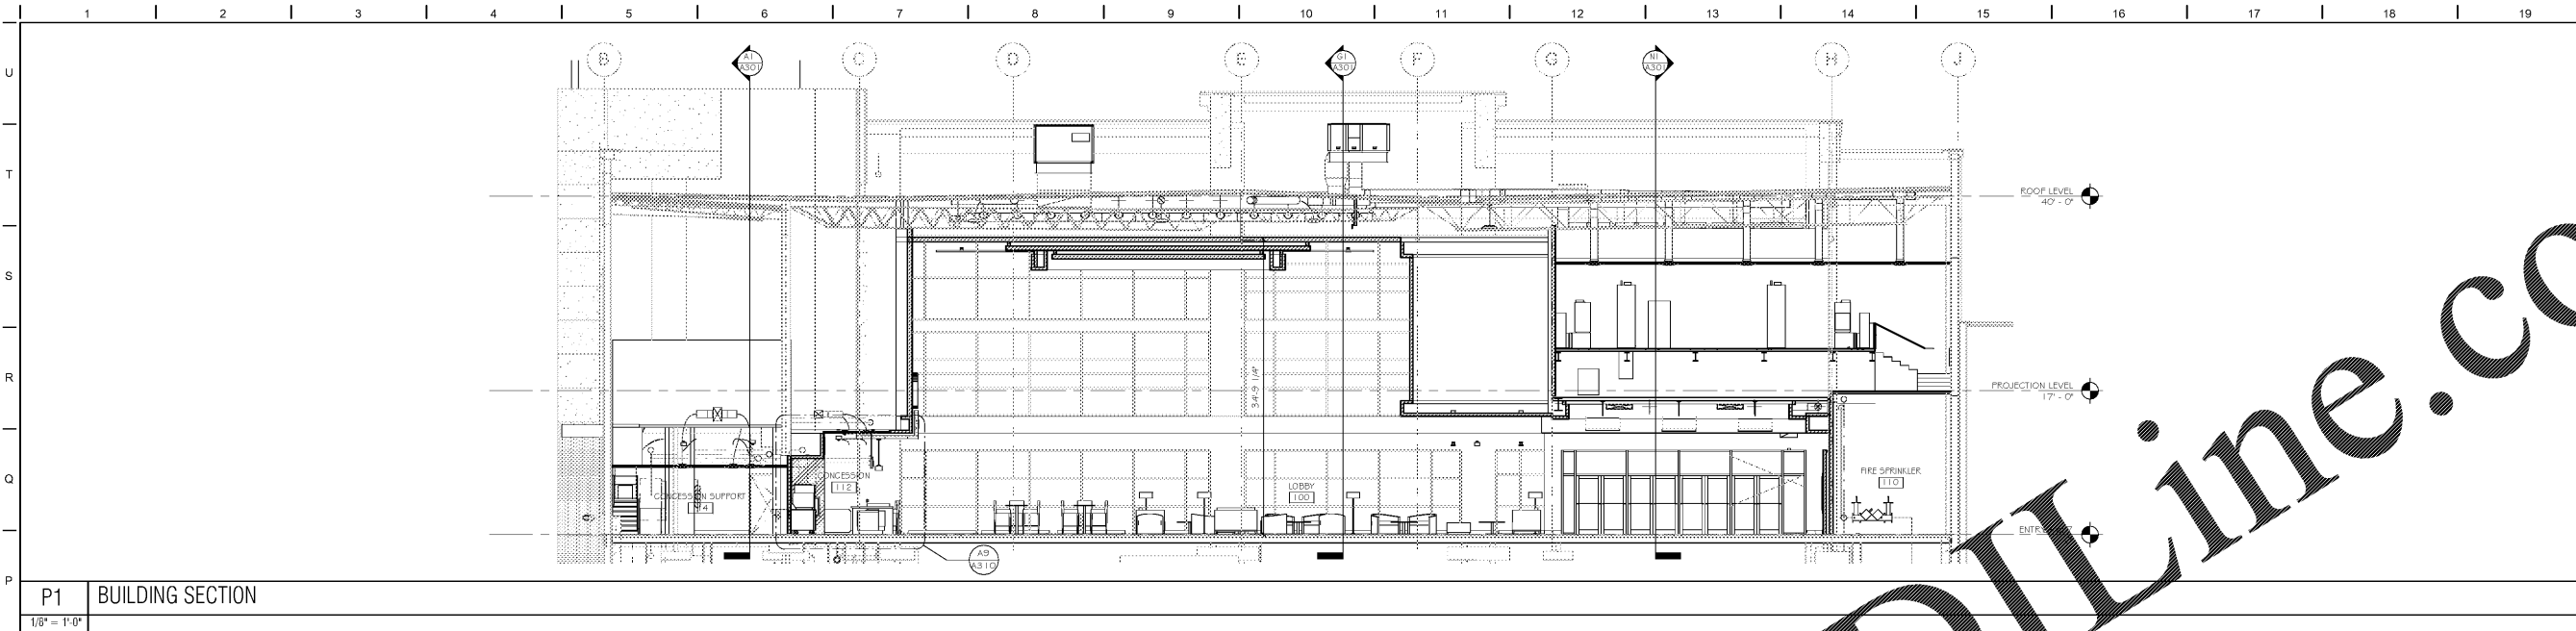 1 2 3 4 5 6 7 8 9 10 11 12 13 14 15 16 17 18 19
U
B C D E F G H J
A1
A301
G1
A301
N1
A301
T
ROOF LEVEL
40' - 0"
S
R
34'-9 1/4"
PROJECTION LEVEL
17' - 0"
Q
CONCESSION SUPPORT
CONCESSION
112
LOBBY
100
FIRE SPRINKLER
110
A9
A310
P
P1 BUILDING SECTION
1/8" = 1'-0"